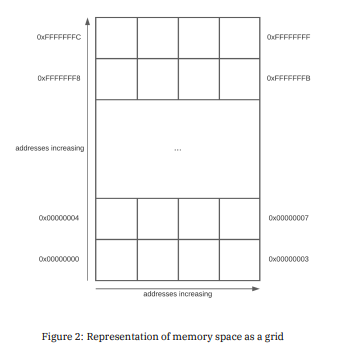 0xFFFFFFFC 0xFFFFFFFF
0xFFFFFFF8 0xFFFFFFFB
addresses increasing ...
0x00000004 0x00000007
0x00000000 0x00000003
addresses increasing
Figure 2: Representation of memory space as a grid